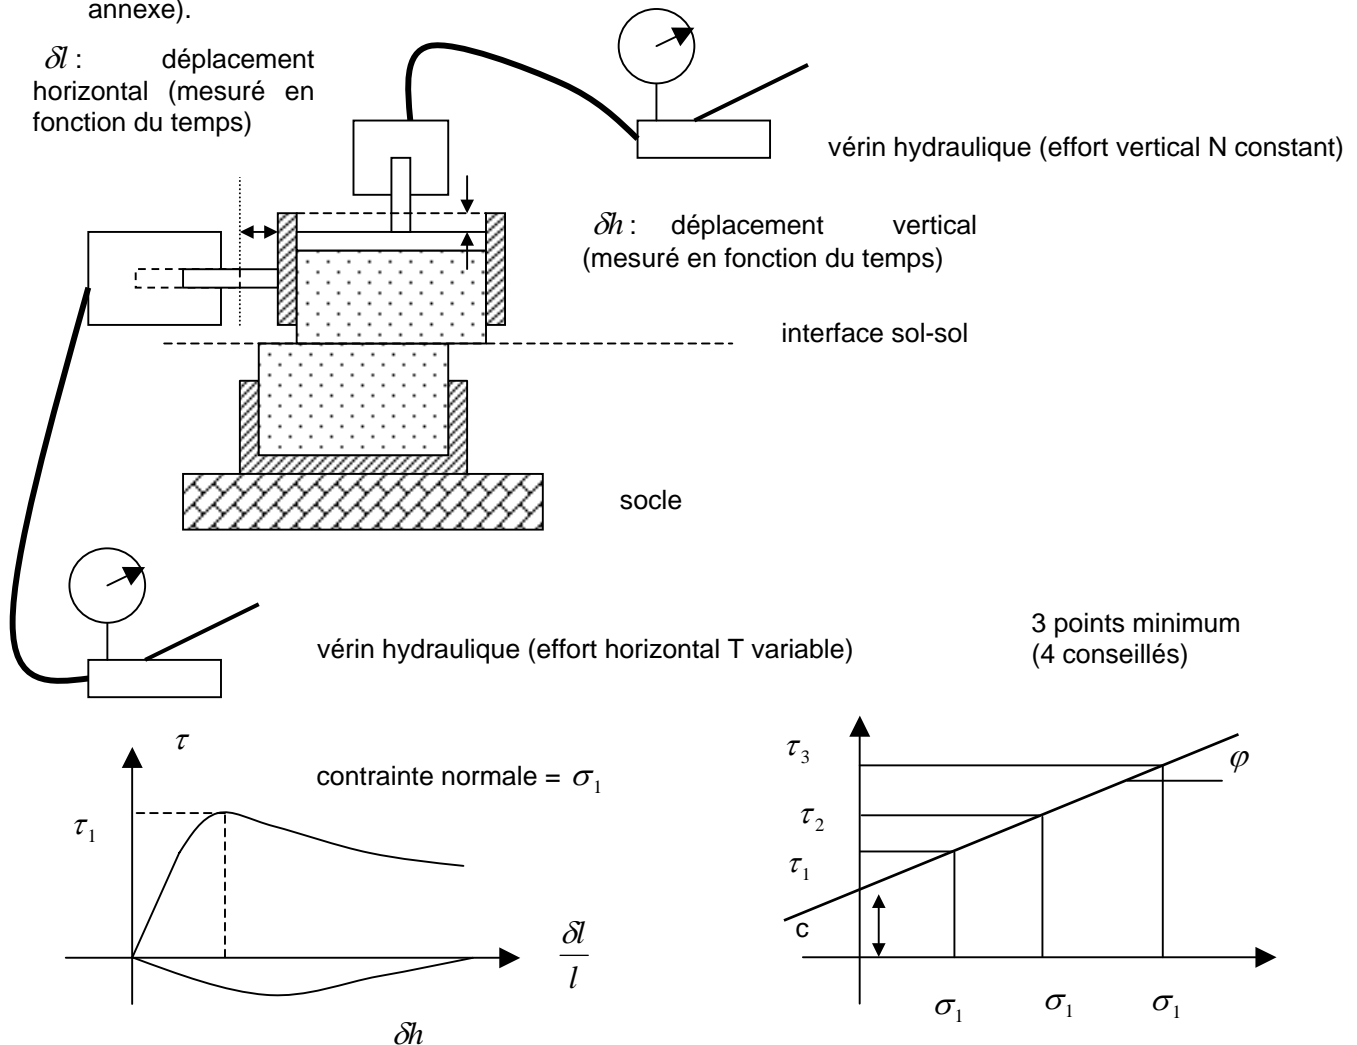 annexe).
δl : déplacement
horizontal (mesuré en
fonction du temps)
vérin hydraulique (effort vertical N constant)
δh : déplacement vertical
(mesuré en fonction du temps)
interface sol-sol
socle
vérin hydraulique (effort horizontal T variable)
3 points minimum
(4 conseillés)
τ
contrainte normale = σ₁
τ₁
δl
l
δh
τ₃
φ
τ₂
τ₁
c
σ₁ σ₁ σ₁